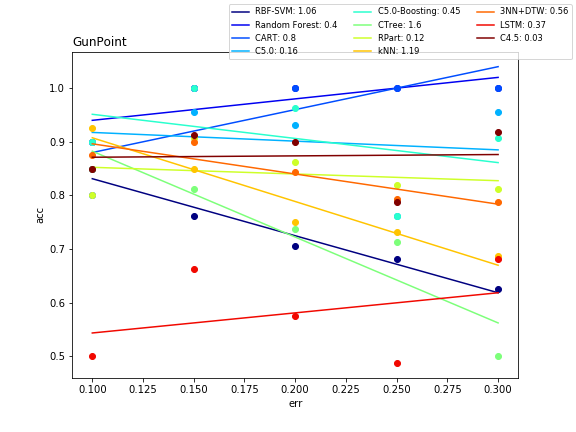 RBF-SVM: 1.06
Random Forest: 0.4
CART: 0.8
C5.0: 0.16
C5.0-Boosting: 0.45
CTree: 1.6
RPart: 0.12
kNN: 1.19
3NN+DTW: 0.56
LSTM: 0.37
C4.5: 0.03
GunPoint
1.0
0.9
0.8
0.7
0.6
0.5
acc
0.100 0.125 0.150 0.175 0.200 0.225 0.250 0.275 0.300
err